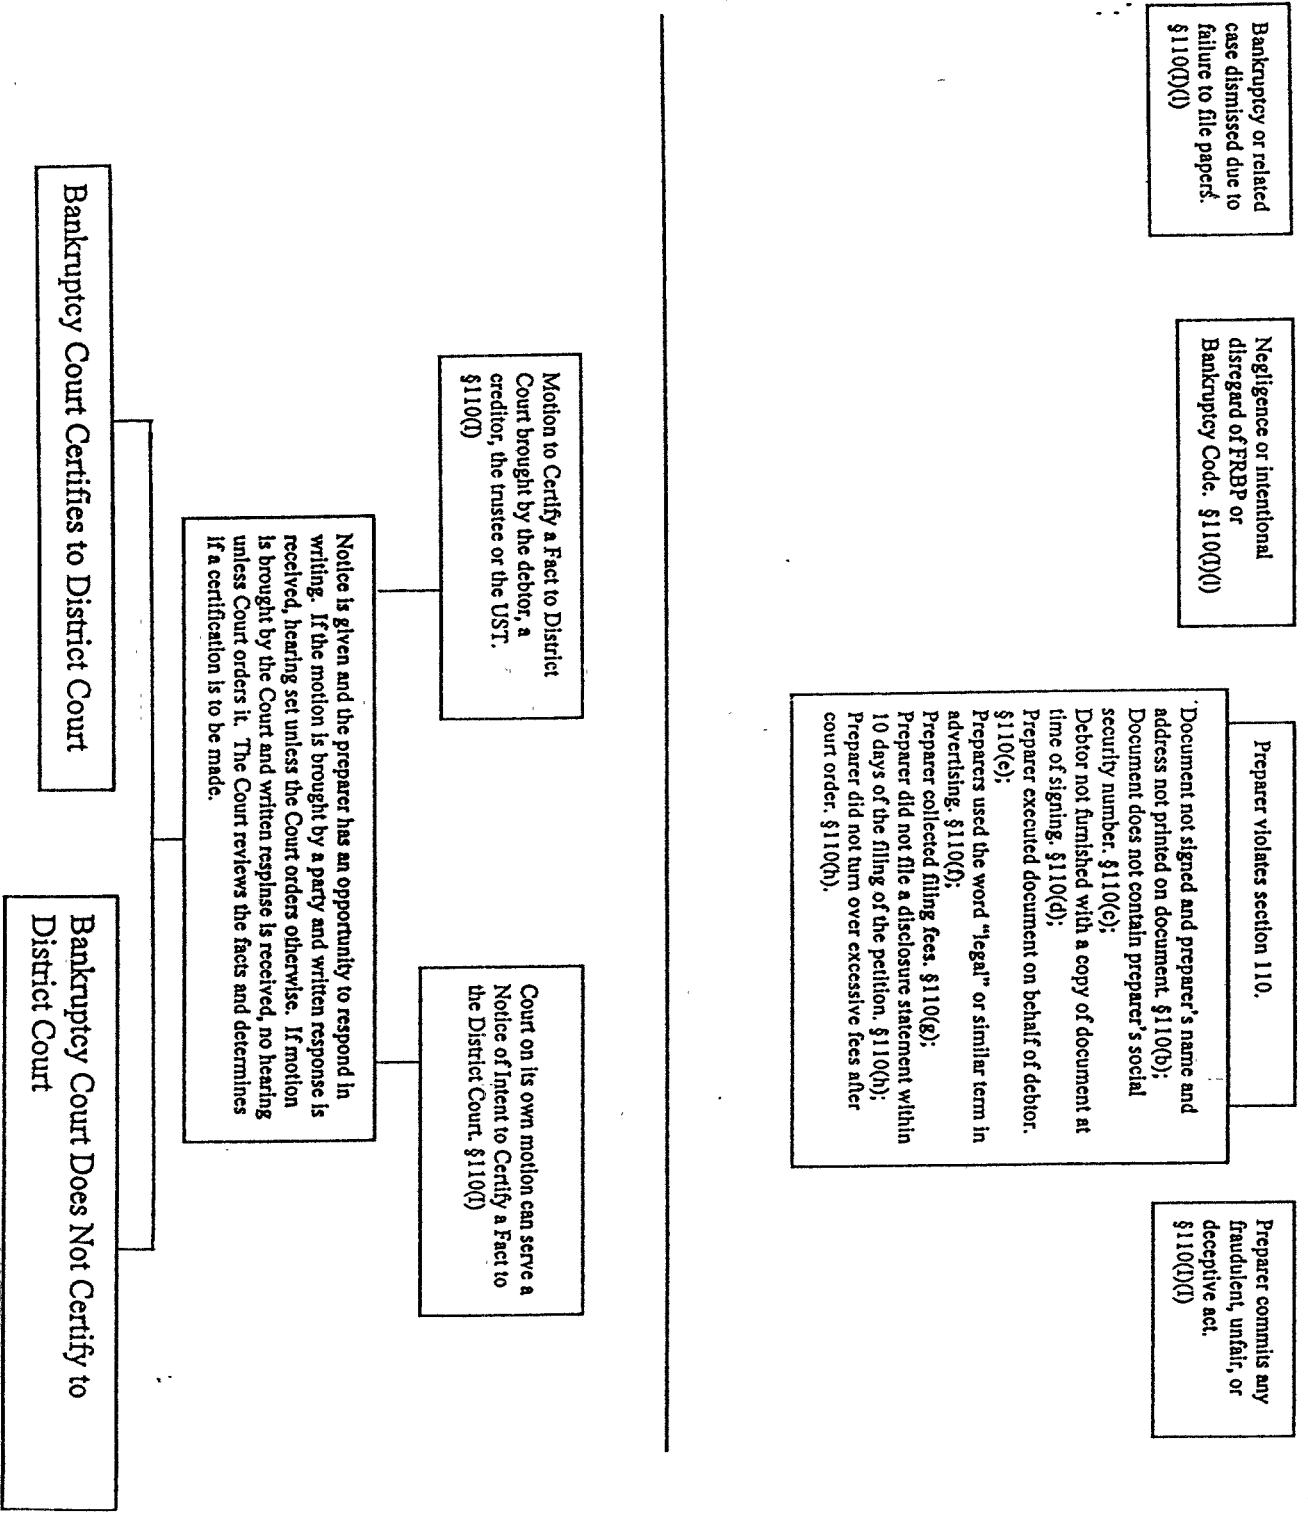 Bankruptcy or related
case dismissed due to
failure to file papers.
§110(I)(1)
Negligence or intentional
disregard of FRBP or
Bankruptcy Code. §110(I)(1)
Preparer violates section 110.
Document not signed and preparer's name and
address not printed on document. §110(b);
Document does not contain preparer's social
security number. §110(c);
Debtor not furnished with a copy of document at
time of signing. §110(d);
Preparer executed document on behalf of debtor.
§110(e);
Preparers used the word "legal" or similar term in
advertising. §110(f);
Preparer collected filing fees. §110(g);
Preparer did not file a disclosure statement within
10 days of the filing of the petition. §110(h);
Preparer did not turn over excessive fees after
court order. §110(h).
Preparer commits any
fraudulent, unfair, or
deceptive act.
§110(I)(I)
Motion to Certify a Fact to District
Court brought by the debtor, a
creditor, the trustee or the UST.
§110(I)
Court on its own motion can serve a
Notice of Intent to Certify a Fact to
the District Court. §110(I)
Notice is given and the preparer has an opportunity to respond in
writing. If the motion is brought by a party and written response is
received, hearing set unless the Court orders otherwise. If motion
is brought by the Court and written respinse is received, no hearing
unless Court orders it. The Court reviews the facts and determines
if a certification is to be made.
Bankruptcy Court Certifies to District Court
Bankruptcy Court Does Not Certify to
District Court